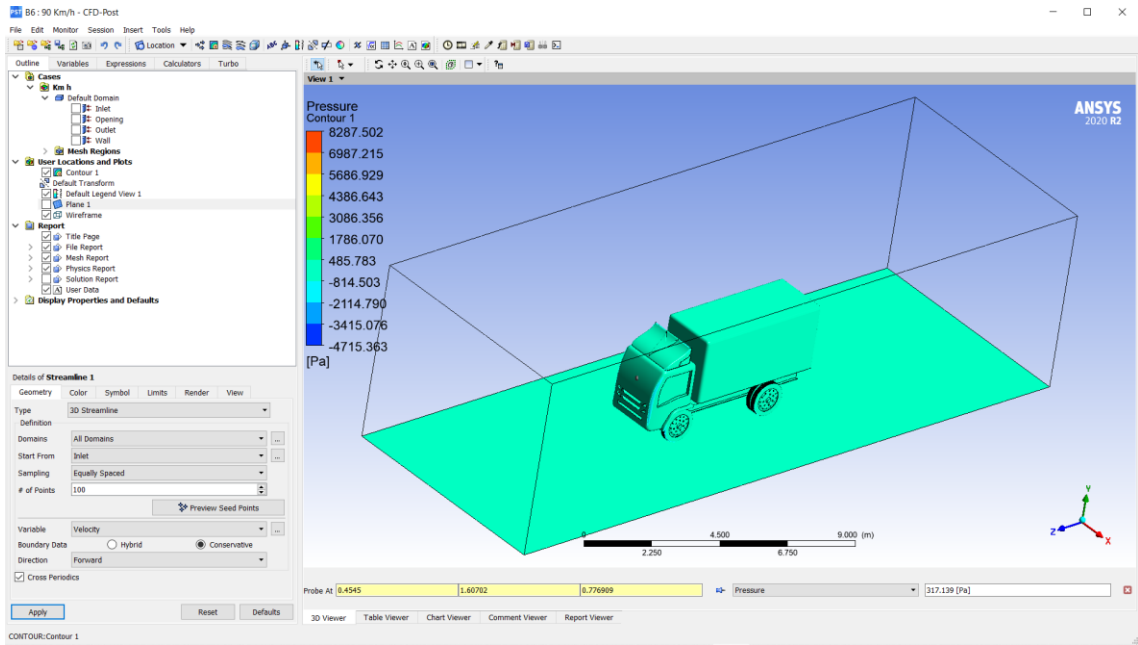 B6 : 90 Km/h - CFD-Post
File Edit Monitor Session Insert Tools Help
Location
Outline Variables Expressions Calculators Turbo
Cases
Km h
Default Domain
Inlet
Opening
Outlet
Wall
Mesh Regions
User Locations and Plots
Contour 1
Default Transform
Default Legend View 1
Plane 1
Wireframe
Report
Title Page
File Report
Mesh Report
Physics Report
Solution Report
User Data
Display Properties and Defaults
Details of Streamline 1
Geometry Color Symbol Limits Render View
Type 3D Streamline
Definition
Domains All Domains ...
Start From Inlet ...
Sampling Equally Spaced
# of Points 100
Preview Seed Points
Variable Velocity ...
Boundary Data Hybrid Conservative
Direction Forward
Cross Periodics
Apply Reset Defaults
CONTOUR:Contour 1
View 1
Pressure
Contour 1
8287.502
6987.215
5686.929
4386.643
3086.356
1786.070
485.783
-814.503
-2114.790
-3415.076
-4715.363
[Pa]
ANSYS
2020 R2
Y
Z
X
0 4.500 9.000 (m)
2.250 6.750
Probe At 0.4545 1.60702 0.776909 Pressure 317.139 [Pa]
3D Viewer Table Viewer Chart Viewer Comment Viewer Report Viewer